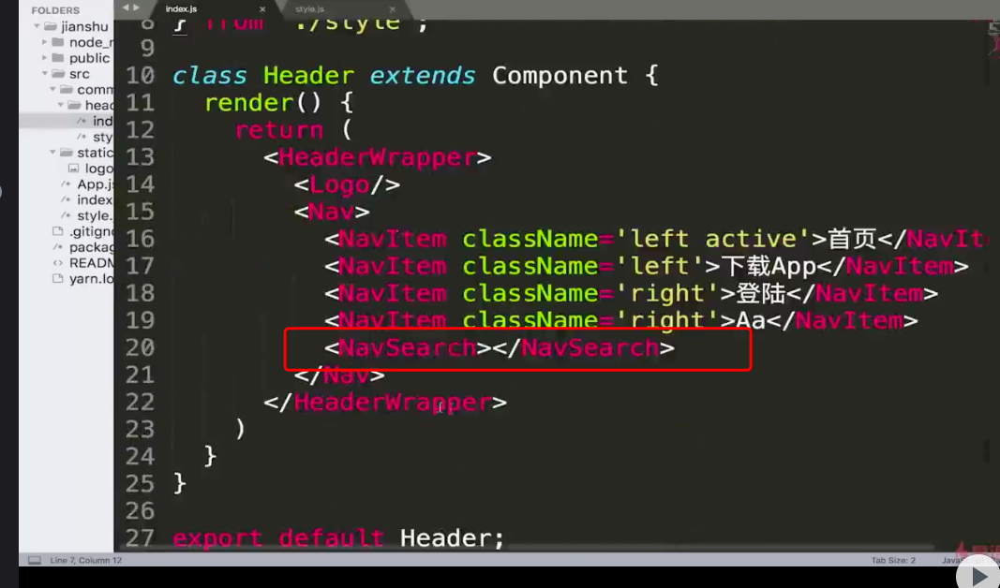 FOLDERS
jianshu
node_r
public
src
comm
head
/* ind
/* sty
static
logo
/* App.js
/* index
/* style.
.gitign
/* packag
<> READM
yarn.lo
index.js × style.js ×
8 } from './style';
9
10 class Header extends Component {
11 render() {
12 return (
13 <HeaderWrapper>
14 <Logo/>
15 <Nav>
16 <NavItem className='left active'>首页</NavIt
17 <NavItem className='left'>下载App</NavItem>
18 <NavItem className='right'>登陆</NavItem>
19 <NavItem className='right'>Aa</NavItem>
20 <NavSearch></NavSearch>
21 </Nav>
22 </HeaderWrapper>
23 )
24 }
25 }
26
27 export default Header;
Line 7, Column 12 Tab Size: 2 JavaS